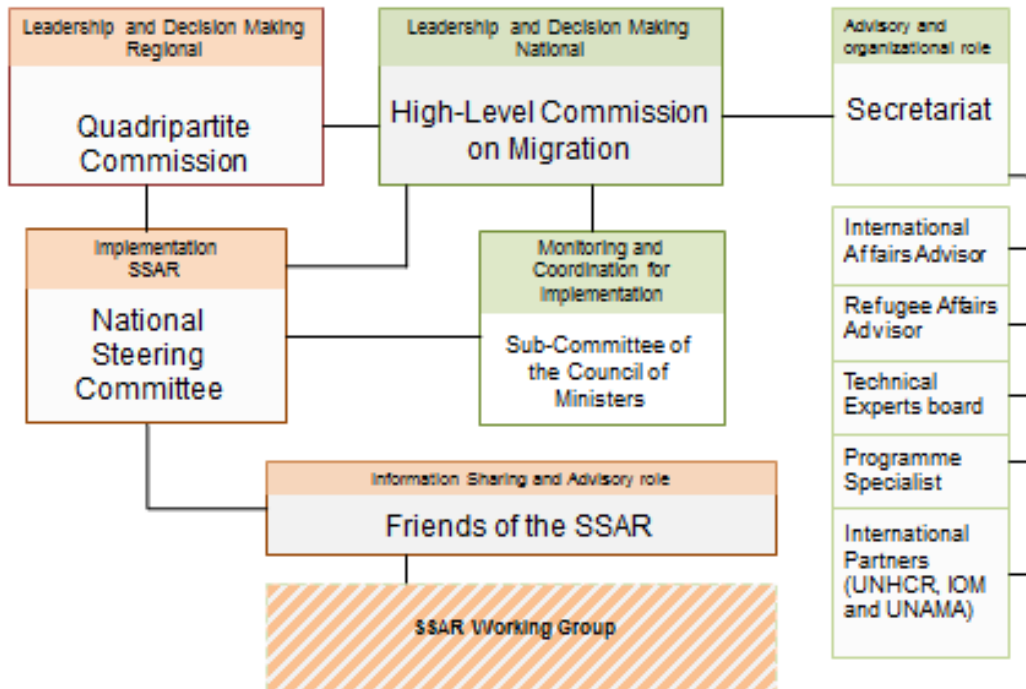 Leadership and Decision Making
Regional
Quadripartite
Commission
Leadership and Decision Making
National
High-Level Commission
on Migration
Advisory and
organizational role
Secretariat
Implementation
SSAR
National
Steering
Committee
Monitoring and
Coordination for
Implementation
Sub-Committee of
the Council of
Ministers
International
Affairs Advisor
Refugee Affairs
Advisor
Technical
Experts board
Programme
Specialist
International
Partners
(UNHCR, IOM
and UNAMA)
Information Sharing and Advisory role
Friends of the SSAR
SSAR Working Group